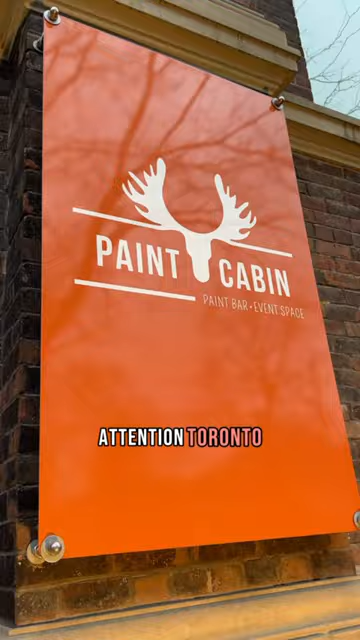 PAINT CABIN
PAINT BAR • EVENT SPACE
ATTENTION TORONTO